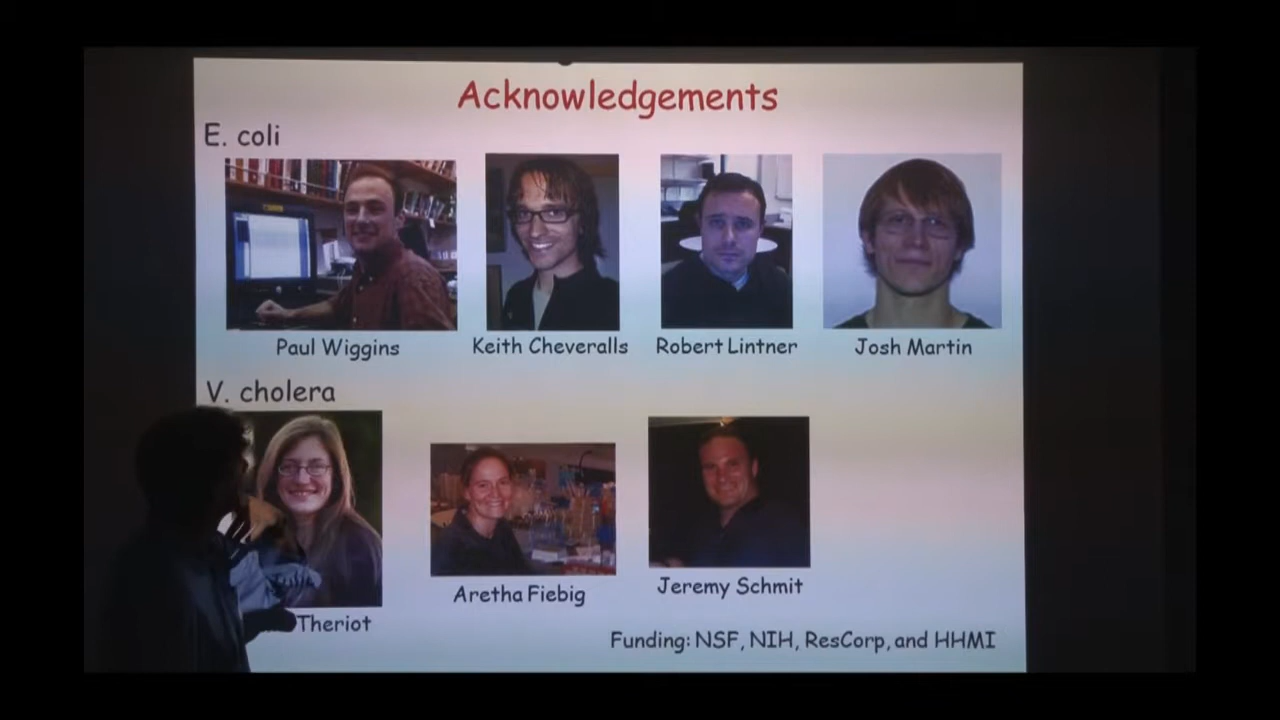 Acknowledgements
E. coli
Paul Wiggins
Keith Cheveralls
Robert Lintner
Josh Martin
V. cholera
Theriot
Aretha Fiebig
Jeremy Schmit
Funding: NSF, NIH, ResCorp, and HHMI